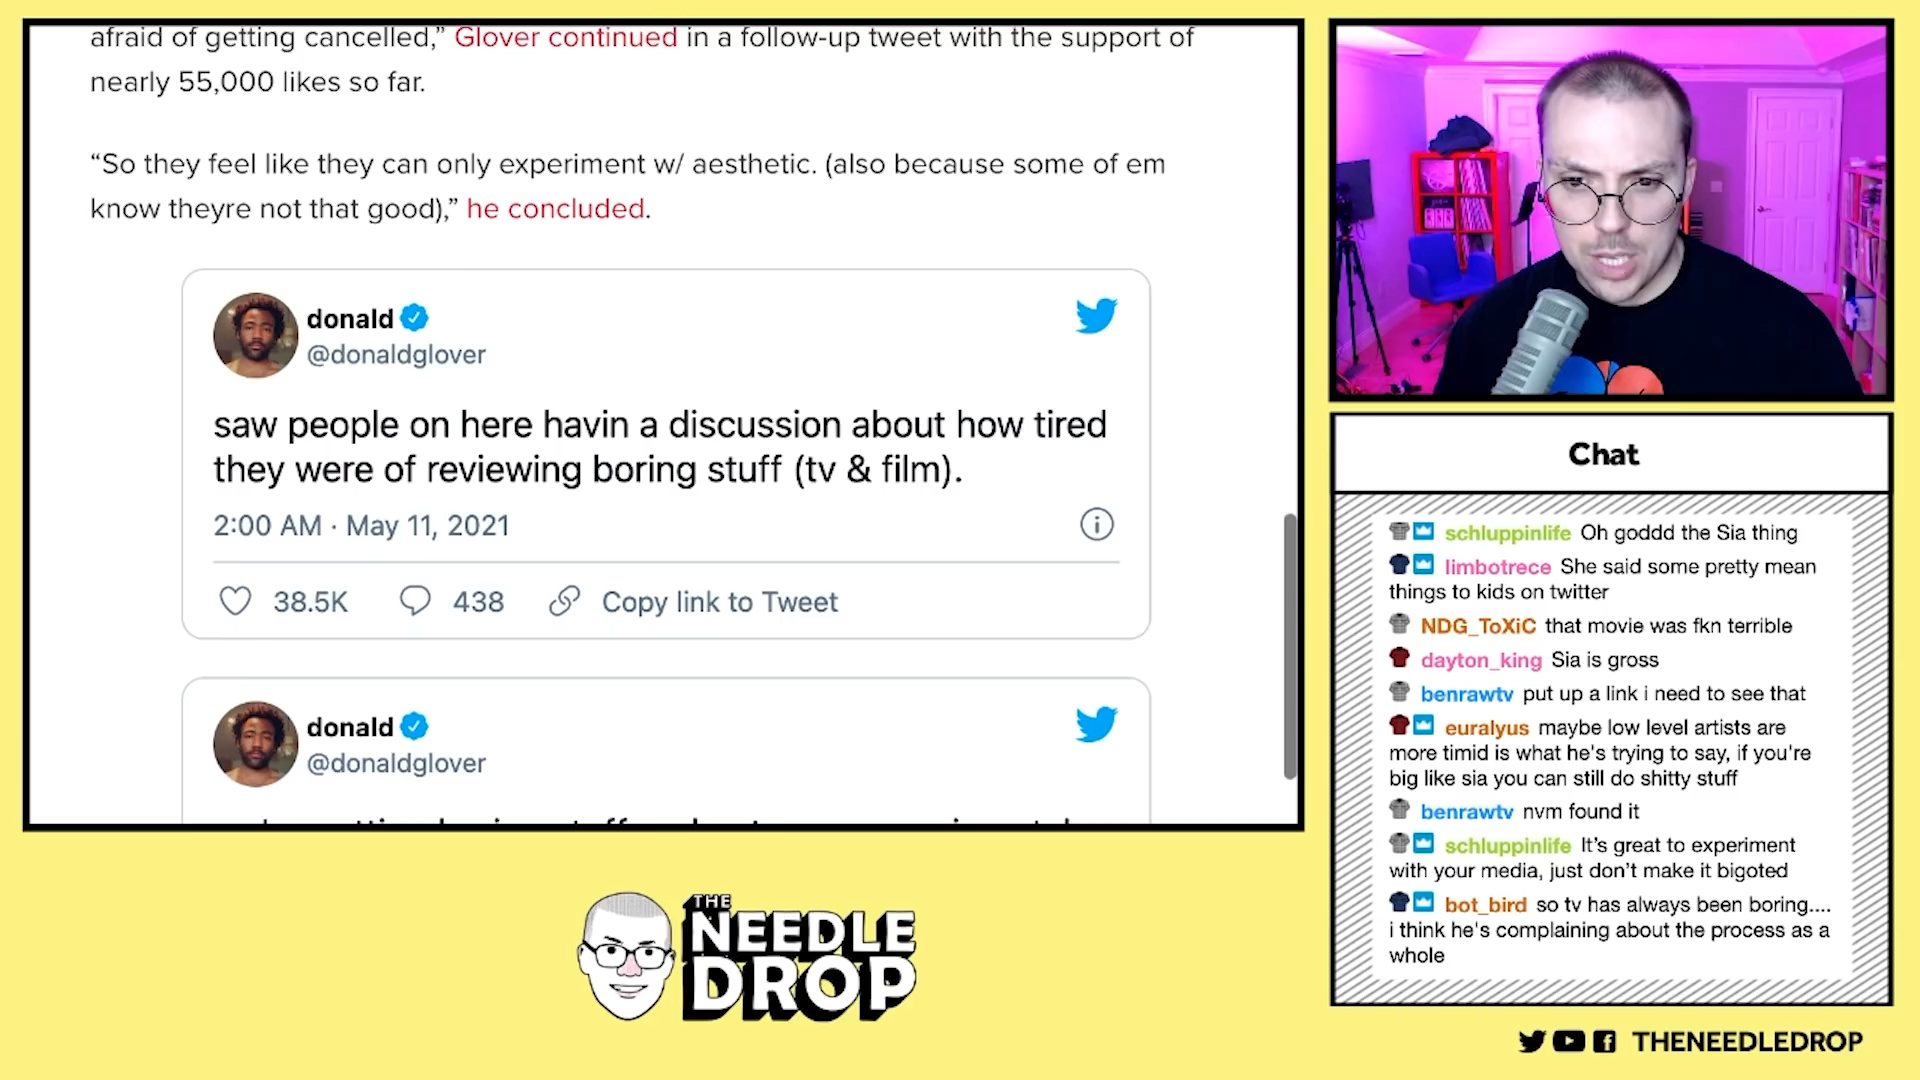 afraid of getting cancelled,” Glover continued in a follow-up tweet with the support of
nearly 55,000 likes so far.
“So they feel like they can only experiment w/ aesthetic. (also because some of em
know theyre not that good),” he concluded.
donald
@donaldglover
saw people on here havin a discussion about how tired
they were of reviewing boring stuff (tv & film).
2:00 AM · May 11, 2021
38.5K 438 Copy link to Tweet
donald
@donaldglover
THE
NEEDLE
DROP
Chat
schluppinlife Oh goddd the Sia thing
limbotrece She said some pretty mean
things to kids on twitter
NDG_ToXiC that movie was fkn terrible
dayton_king Sia is gross
benrawtv put up a link i need to see that
euralyus maybe low level artists are
more timid is what he's trying to say, if you're
big like sia you can still do shitty stuff
benrawtv nvm found it
schluppinlife It’s great to experiment
with your media, just don’t make it bigoted
bot_bird so tv has always been boring....
i think he's complaining about the process as a
whole
THENEEDLEDROP